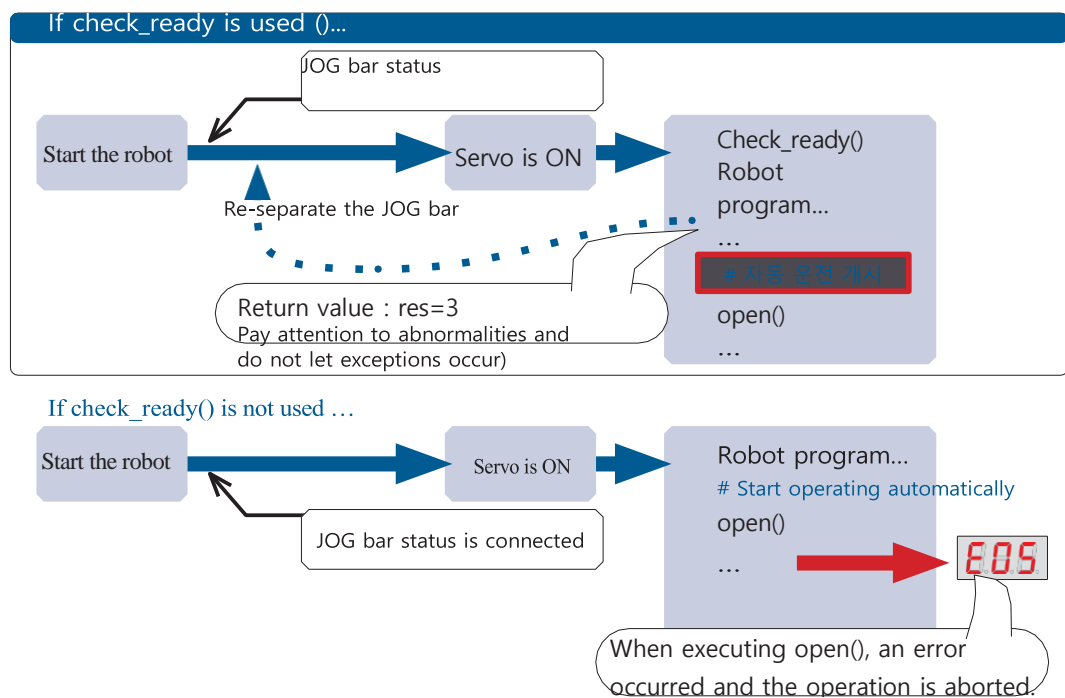 If check_ready is used ()...
JOG bar status
Start the robot
Servo is ON
Check_ready()
Robot
program...
...
# 자동 운전 개시
open()
...
Re-separate the JOG bar
Return value : res=3
Pay attention to abnormalities and
do not let exceptions occur)
If check_ready() is not used …
Start the robot
Servo is ON
Robot program...
# Start operating automatically
open()
...
JOG bar status is connected
E05
When executing open(), an error
occurred and the operation is aborted.